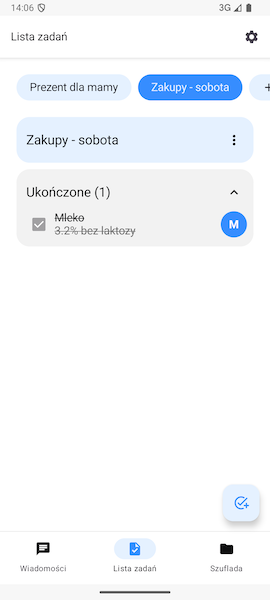 14:06 3G
Lista zadań
Prezent dla mamy Zakupy - sobota +
Zakupy - sobota
Ukończone (1)
Mleko
3.2% bez laktozy
M
Wiadomości Lista zadań Szuflada